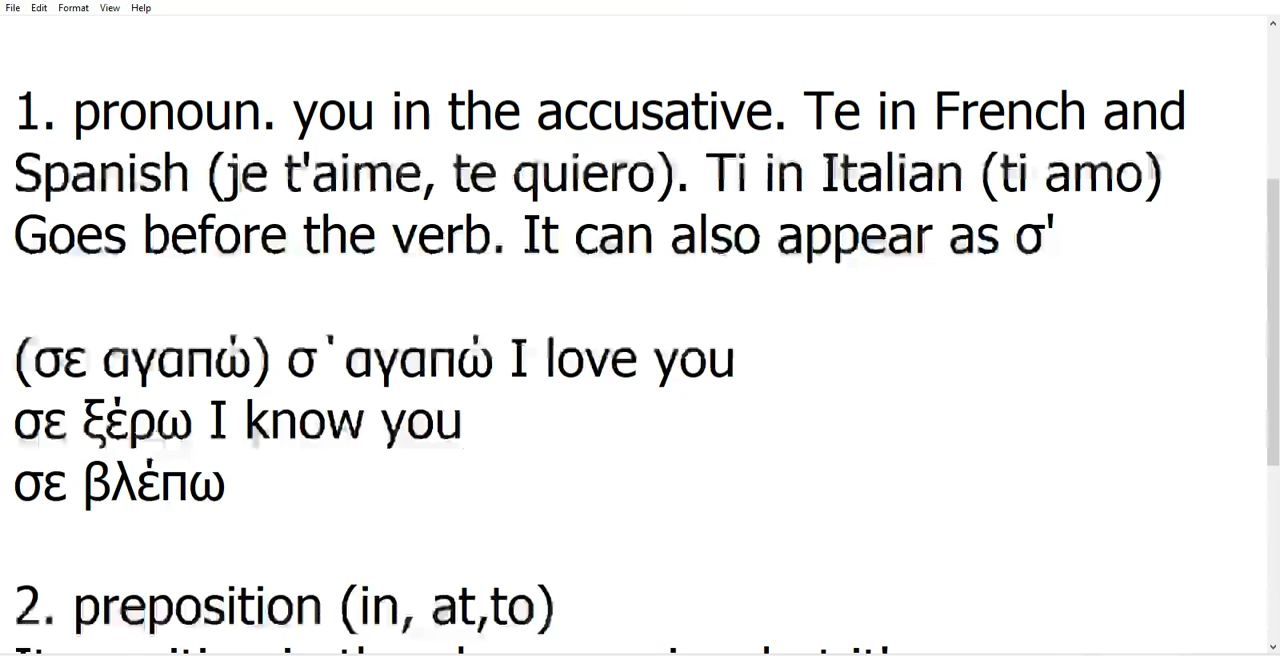 File Edit Format View Help
1. pronoun. you in the accusative. Te in French and
Spanish (je t'aime, te quiero). Ti in Italian (ti amo)
Goes before the verb. It can also appear as σ'
(σε αγαπώ) σ᾽αγαπώ I love you
σε ξέρω I know you
σε βλέπω
2. preposition (in, at,to)